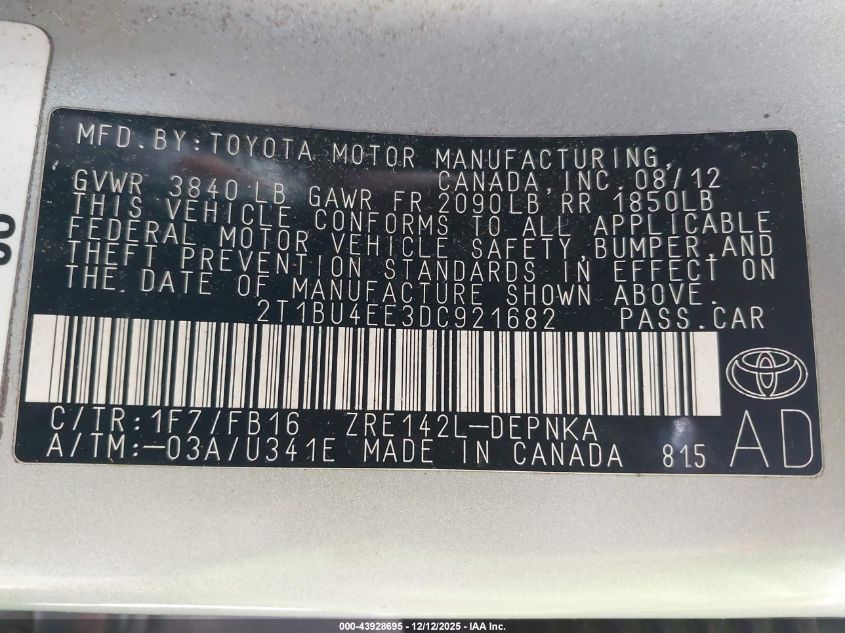 MFD.BY:TOYOTA MOTOR MANUFACTURING,
CANADA,INC.08/12
GVWR 3840 LB GAWR FR 2090LB RR 1850LB
THIS VEHICLE CONFORMS TO ALL APPLICABLE
FEDERAL MOTOR VEHICLE SAFETY,BUMPER,AND
THEFT PREVENTION STANDARDS IN EFFECT ON
THE DATE OF MANUFACTURE SHOWN ABOVE.
2T1BU4EE3DC921682 PASS.CAR
C/TR:1F7/FB16 ZRE142L-DEPNKA
A/TM:-03A/U341E MADE IN CANADA 815 AD
000-43928695 - 12/12/2025 - IAA Inc.